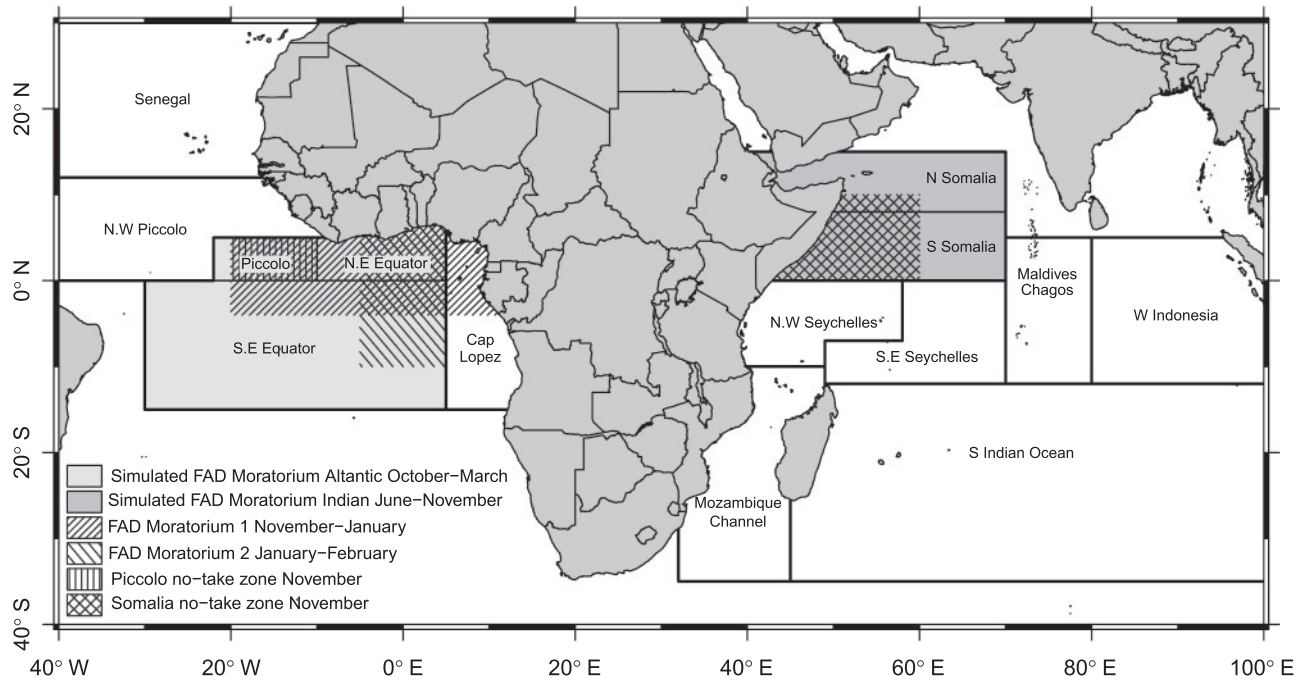 20° N
0° N
20° S
40° S
Senegal
N.W Piccolo
Piccolo
N.E Equator
S.E Equator
Cap
Lopez
N Somalia
S Somalia
Maldives
Chagos
N.W Seychelles
S.E Seychelles
W Indonesia
S Indian Ocean
Mozambique
Channel
Simulated FAD Moratorium Altantic October–March
Simulated FAD Moratorium Indian June–November
FAD Moratorium 1 November–January
FAD Moratorium 2 January–February
Piccolo no–take zone November
Somalia no–take zone November
40° W
20° W
0° E
20° E
40° E
60° E
80° E
100° E